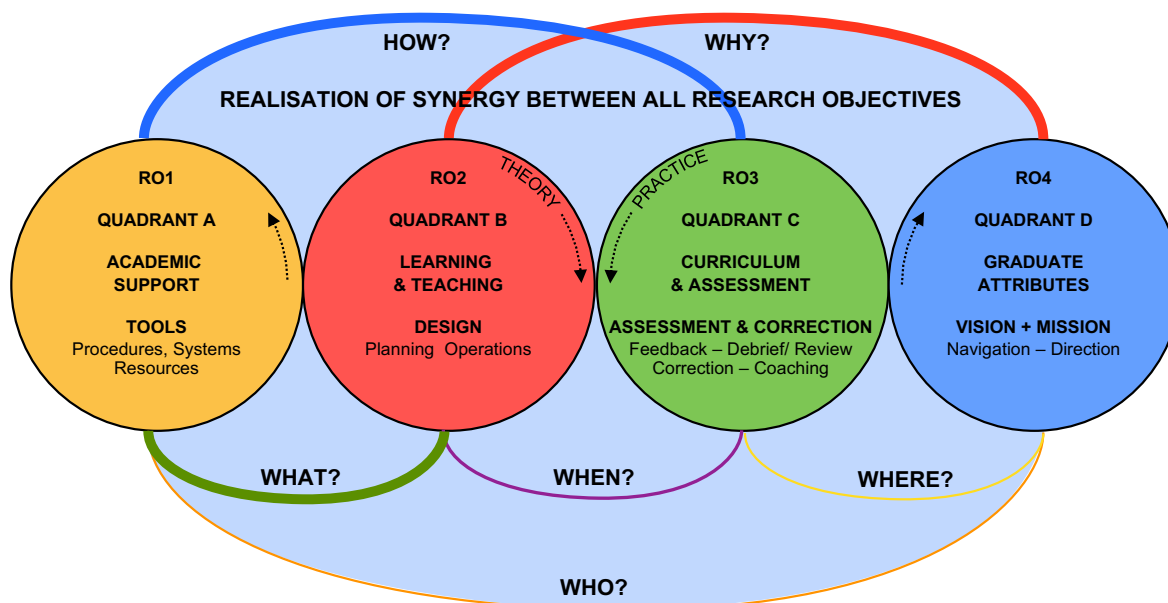 HOW?
WHY?
REALISATION OF SYNERGY BETWEEN ALL RESEARCH OBJECTIVES
RO1
QUADRANT A
ACADEMIC
SUPPORT
TOOLS
Procedures, Systems
Resources
THEORY
RO2
QUADRANT B
LEARNING
& TEACHING
DESIGN
Planning Operations
PRACTICE
RO3
QUADRANT C
CURRICULUM
& ASSESSMENT
ASSESSMENT & CORRECTION
Feedback – Debrief/ Review
Correction – Coaching
RO4
QUADRANT D
GRADUATE
ATTRIBUTES
VISION + MISSION
Navigation – Direction
WHAT?
WHEN?
WHERE?
WHO?